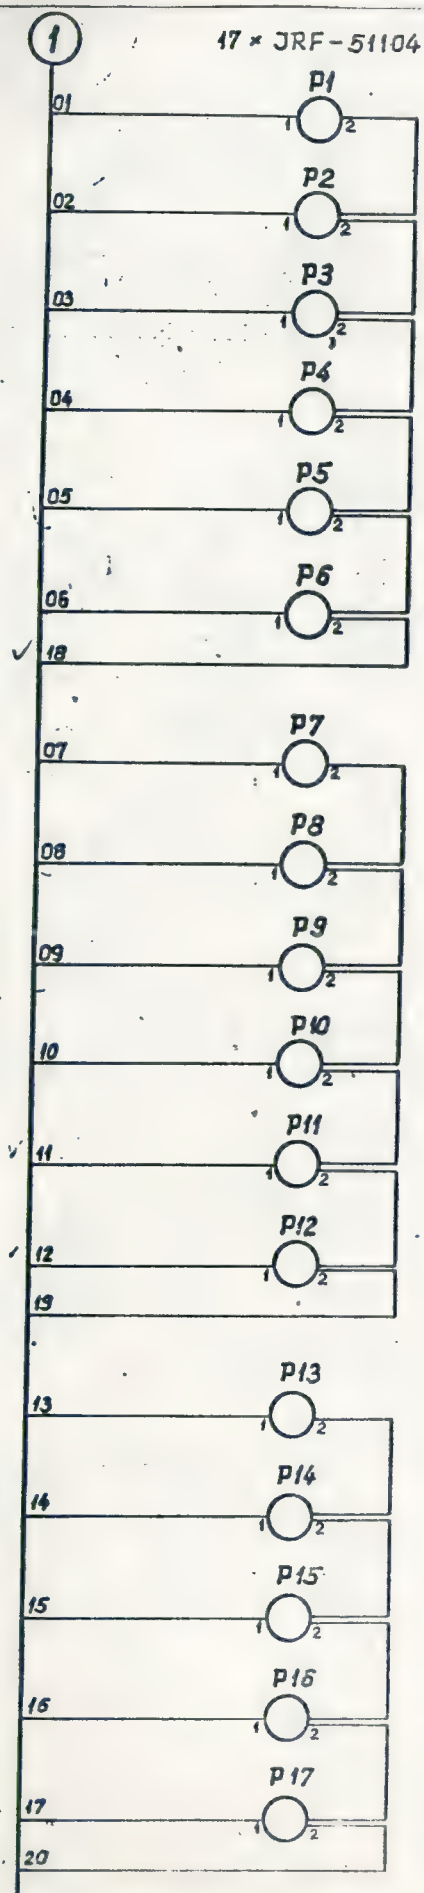 1 17 × JRF-51104
P1
01 1 2
P2
02 1 2
P3
03 1 2
P4
04 1 2
P5
05 1 2
P6
06 1 2
18
P7
07 1 2
P8
08 1 2
P9
09 1 2
P10
10 1 2
P11
11 1 2
P12
12 1 2
19
P13
13 1 2
P14
14 1 2
P15
15 1 2
P16
16 1 2
P17
17 1 2
20